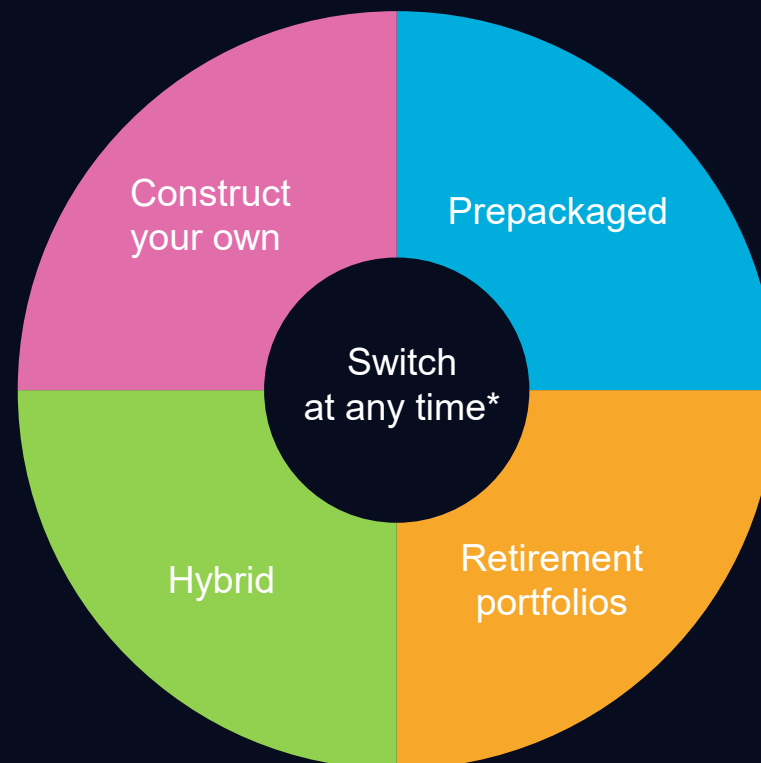 Construct
your own
Prepackaged
Switch
at any time*
Hybrid
Retirement
portfolios